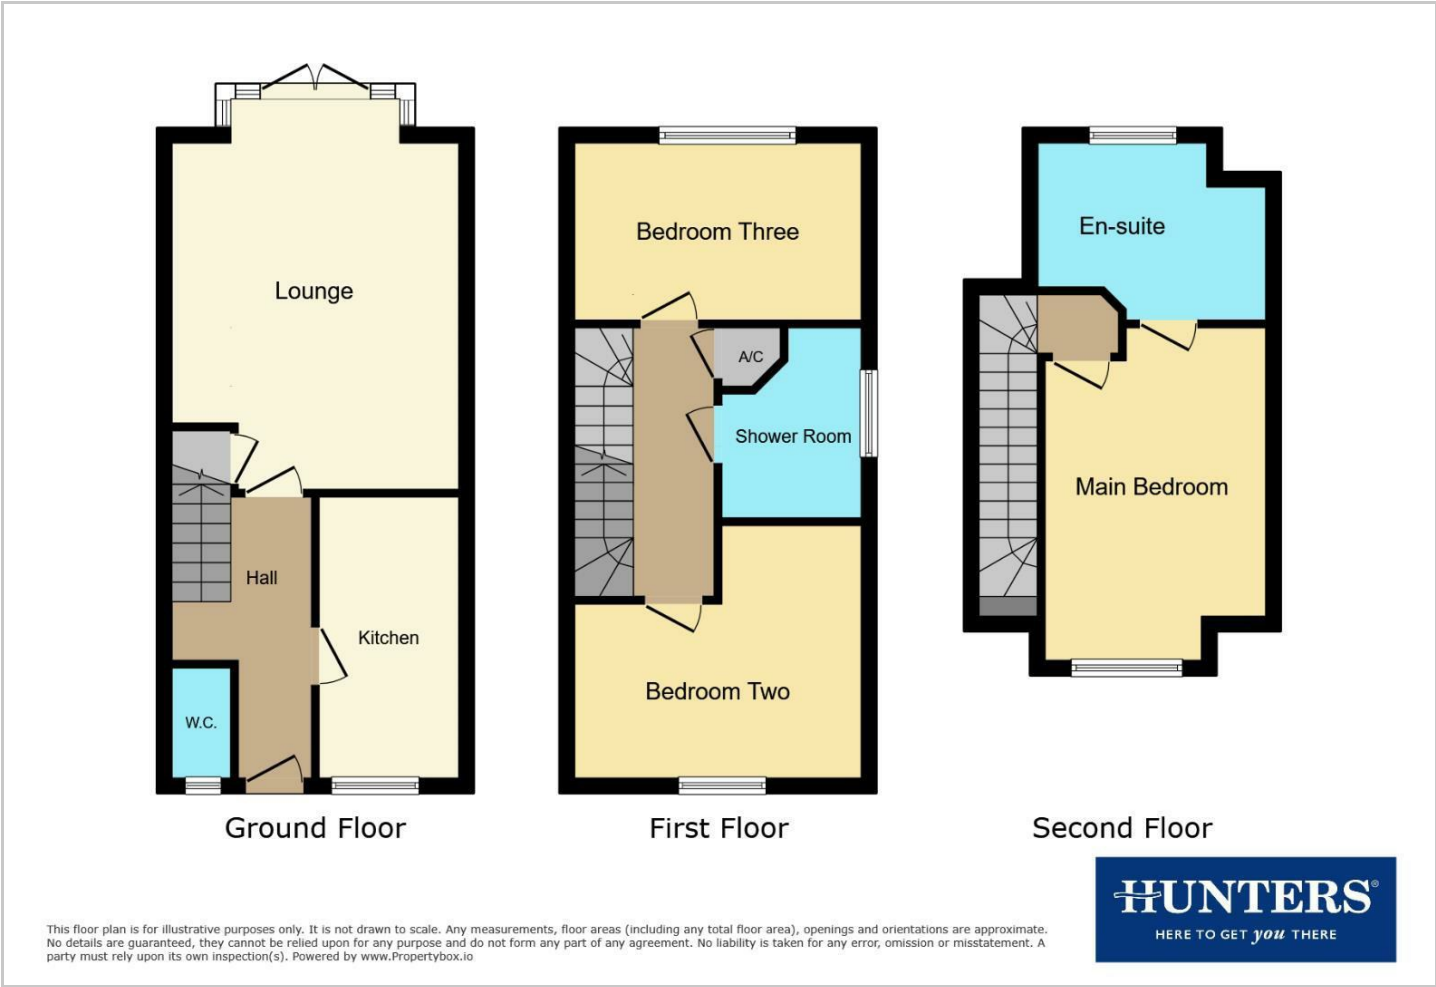 Lounge
Hall
Kitchen
W.C.
Ground Floor
Bedroom Three
A/C
Shower Room
Bedroom Two
First Floor
En-suite
Main Bedroom
Second Floor
HUNTERS®
HERE TO GET you THERE
This floor plan is for illustrative purposes only. It is not drawn to scale. Any measurements, floor areas (including any total floor area), openings and orientations are approximate.
No details are guaranteed, they cannot be relied upon for any purpose and do not form any part of any agreement. No liability is taken for any error, omission or misstatement. A
party must rely upon its own inspection(s). Powered by www.Propertybox.io